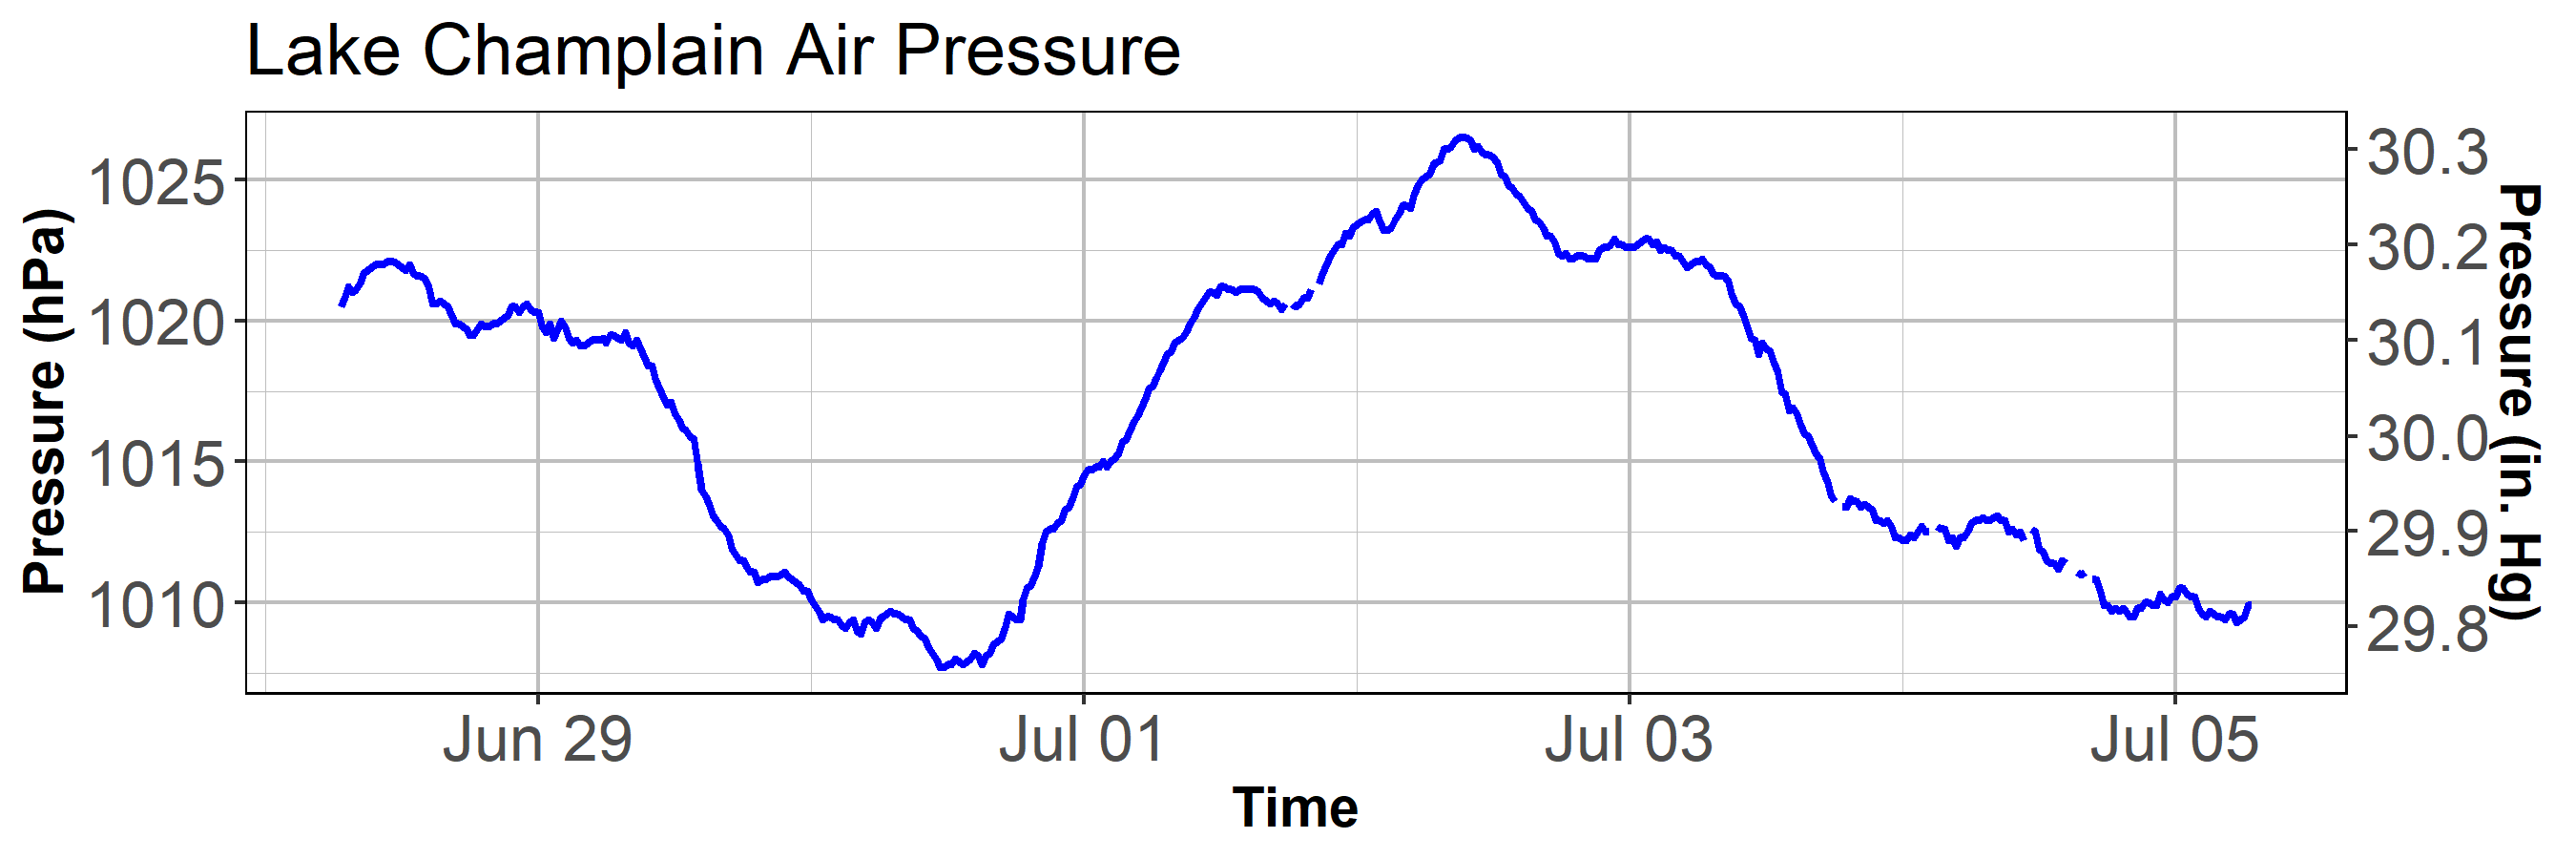 Lake Champlain Air Pressure
Pressure (hPa)
1025
1020
1015
1010
30.3
30.2
30.1
30.0
29.9
29.8
Pressure (in. Hg)
Jun 29
Jul 01
Jul 03
Jul 05
Time